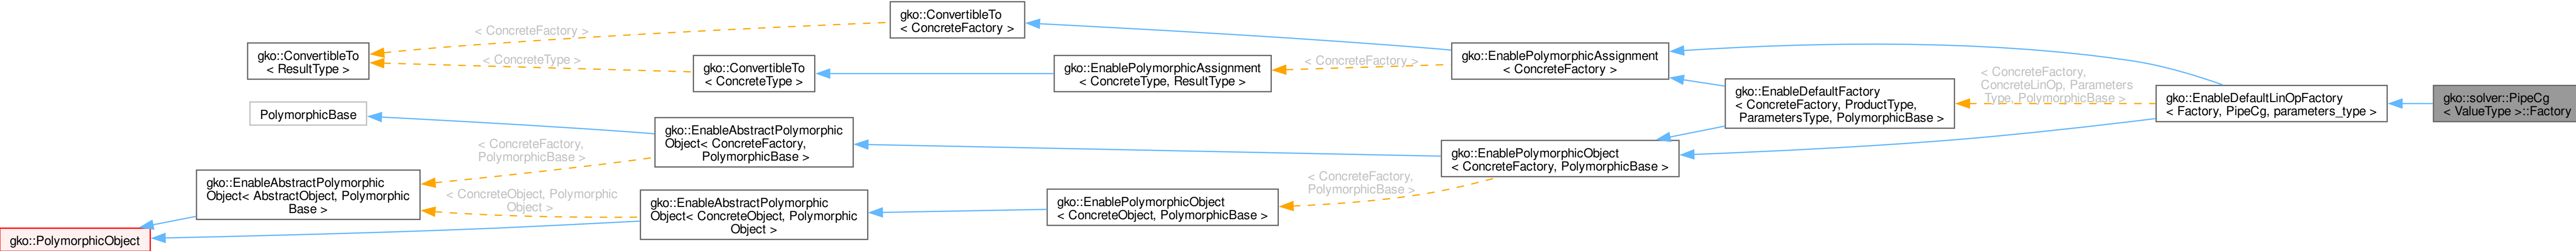 gko::ConvertibleTo
< ConcreteFactory >
< ConcreteFactory >
gko::ConvertibleTo
< ResultType >
< ConcreteType >
gko::ConvertibleTo
< ConcreteType >
gko::EnablePolymorphicAssignment
< ConcreteType, ResultType >
< ConcreteFactory >
gko::EnablePolymorphicAssignment
< ConcreteFactory >
gko::EnableDefaultFactory
< ConcreteFactory, ProductType,
ParametersType, PolymorphicBase >
< ConcreteFactory,
ConcreteLinOp, Parameters
Type, PolymorphicBase >
gko::EnableDefaultLinOpFactory
< Factory, PipeCg, parameters_type >
gko::solver::PipeCg
< ValueType >::Factory
PolymorphicBase
gko::EnableAbstractPolymorphic
Object< ConcreteFactory,
PolymorphicBase >
< ConcreteFactory,
PolymorphicBase >
gko::EnablePolymorphicObject
< ConcreteFactory, PolymorphicBase >
gko::EnableAbstractPolymorphic
Object< AbstractObject, Polymorphic
Base >
< ConcreteObject, Polymorphic
Object >
gko::EnableAbstractPolymorphic
Object< ConcreteObject, Polymorphic
Object >
gko::EnablePolymorphicObject
< ConcreteObject, PolymorphicBase >
< ConcreteFactory,
PolymorphicBase >
gko::PolymorphicObject